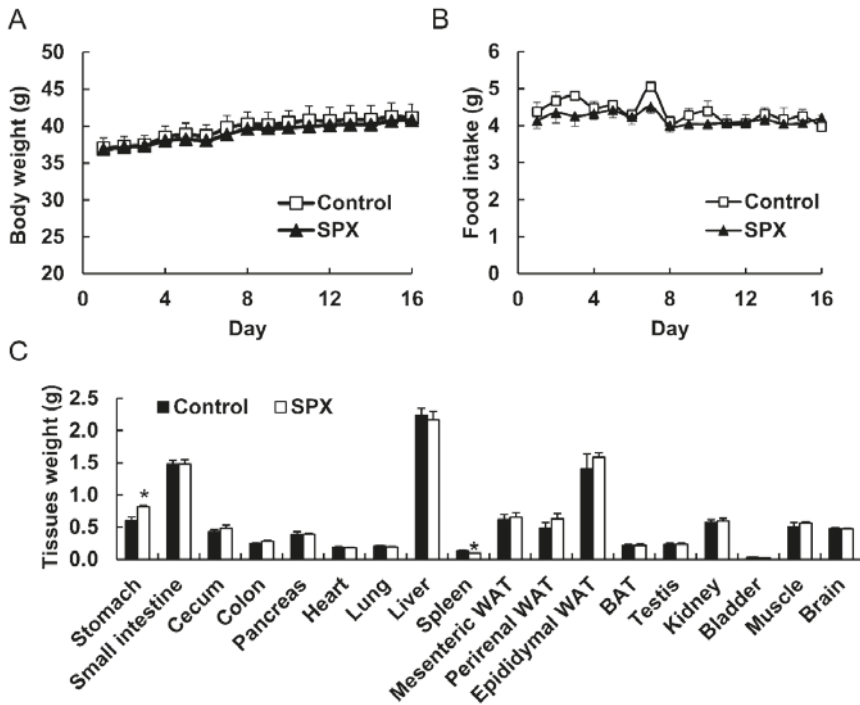 A
Body weight (g)
50
45
40
35
30
25
20
Control
SPX
0
4
8
12
16
Day
B
Food intake (g)
6
5
4
3
2
1
0
Control
SPX
0
4
8
12
16
Day
C
Tissues weight (g)
2.5
2.0
1.5
1.0
0.5
0.0
Control
SPX
*
*
Stomach
Small intestine
Cecum
Colon
Pancreas
Heart
Lung
Liver
Spleen
Mesenteric WAT
Perirenal WAT
Epididymal WAT
BAT
Testis
Kidney
Bladder
Muscle
Brain